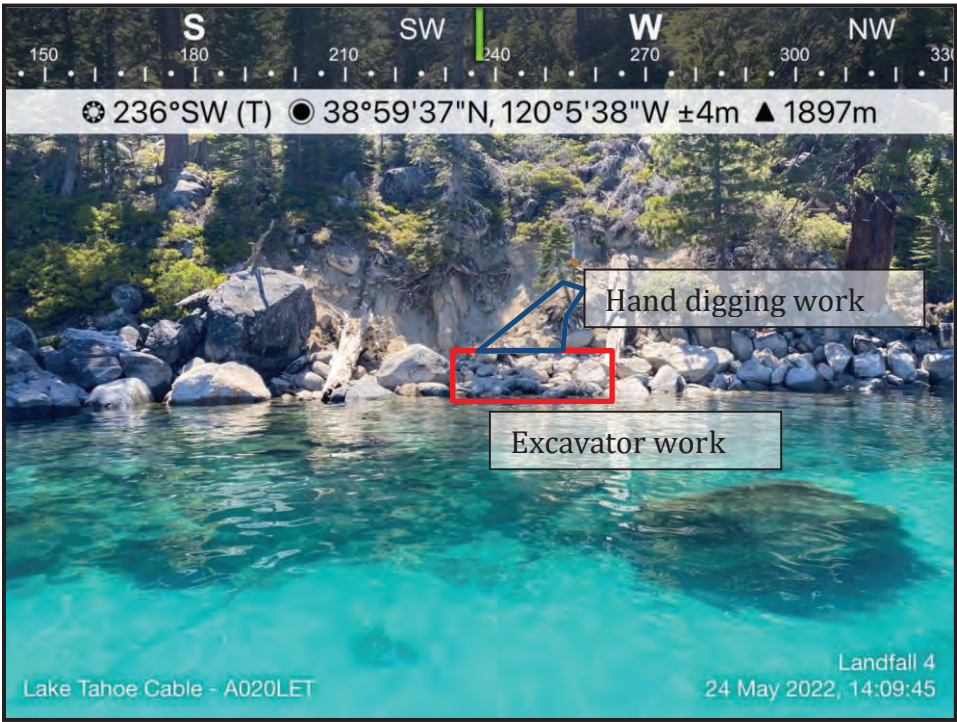 S SW W NW
150 180 210 240 270 300 330
236°SW (T) 38°59'37"N, 120°5'38"W ±4m ▲ 1897m
Hand digging work
Excavator work
Landfall 4
Lake Tahoe Cable - A020LET 24 May 2022, 14:09:45